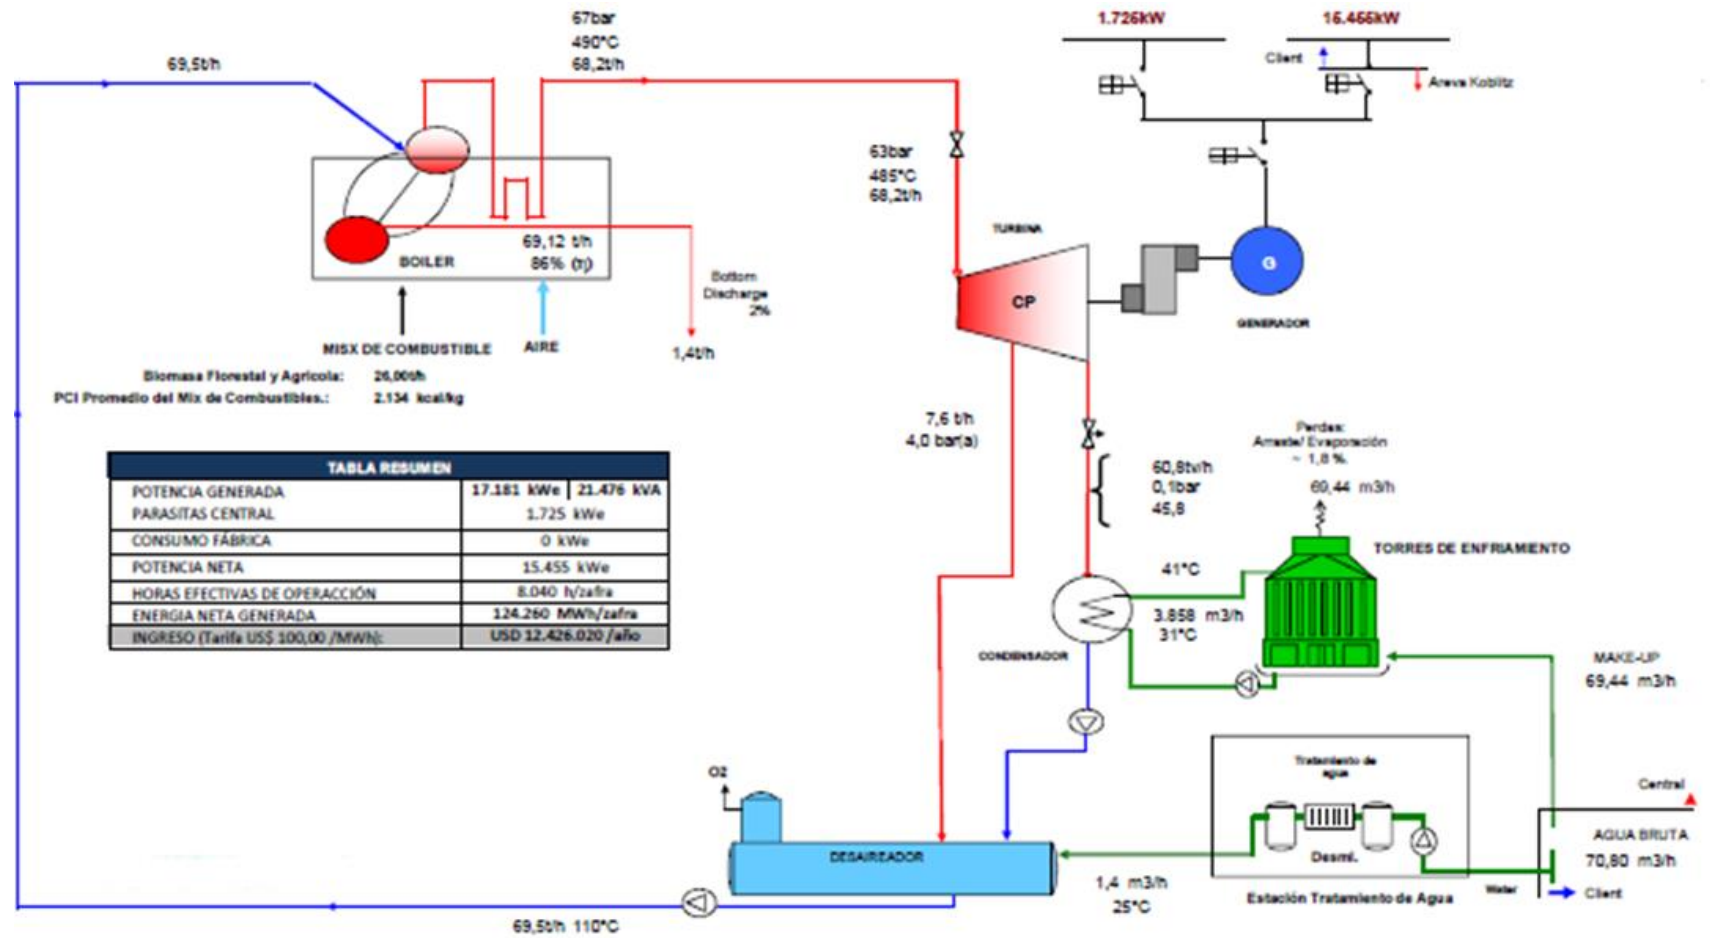 67bar
490°C
68,2t/h
69,5t/h
1.725kW
15.455kW
Client
Areva Koblitz
63bar
485°C
68,2t/h
TURBINA
CP
G
GENERADOR
69,12 t/h
86% (η)
BOILER
Bottom
Discharge
2%
1,4t/h
MISX DE COMBUSTIBLE
AIRE
Biomasa Florestal y Agricola: 26,00t/h
PCI Promedio del Mix de Combustibles.: 2.134 kcal/kg
7,6 t/h
4,0 bar(a)
60,8tv/h
0,1bar
45,8
Perdas:
Arraste/ Evaporación
~ 1,8 %.
69,44 m3/h
TORRES DE ENFRIAMIENTO
TABLA RESUMEN
POTENCIA GENERADA 17.181 kWe 21.476 kVA
PARASITAS CENTRAL 1.725 kWe
CONSUMO FÁBRICA 0 kWe
POTENCIA NETA 15.455 kWe
HORAS EFECTIVAS DE OPERACCIÓN 8.040 h/zafra
ENERGIA NETA GENERADA 124.260 MWh/zafra
INGRESO (Tarifa US$ 100,00 /MWh): USD 12.426.020 /año
41°C
3.858 m3/h
31°C
CONDENSADOR
MAKE-UP
69,44 m3/h
Tratamiento de
agua
Desmi.
Estación Tratamiento de Agua
Water
Central
AGUA BRUTA
70,80 m3/h
Client
O2
DESAIREADOR
1,4 m3/h
25°C
69,5t/h 110°C